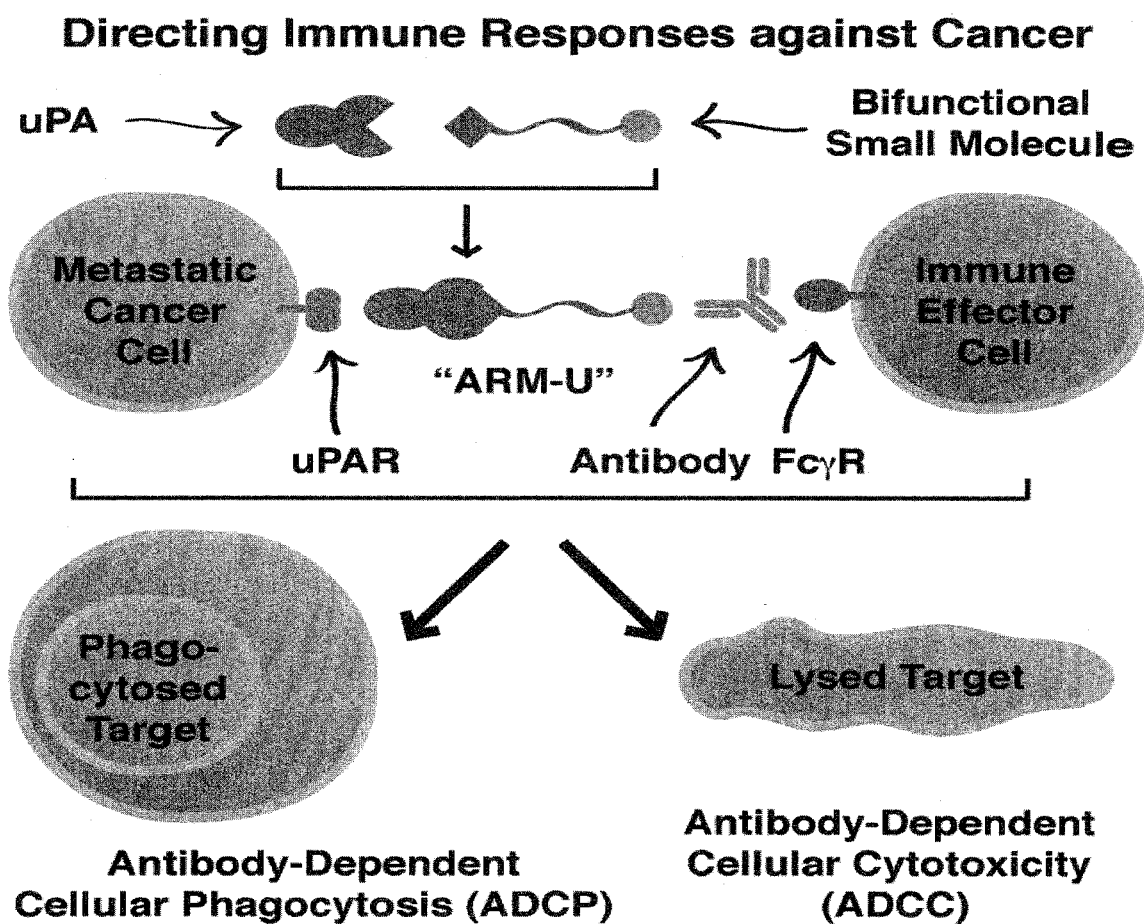 Directing Immune Responses against Cancer
uPA
Bifunctional
Small Molecule
Metastatic
Cancer
Cell
Immune
Effector
Cell
“ARM-U”
uPAR
Antibody
FcγR
Phago-
cytosed
Target
Lysed Target
Antibody-Dependent
Cellular Phagocytosis (ADCP)
Antibody-Dependent
Cellular Cytotoxicity
(ADCC)